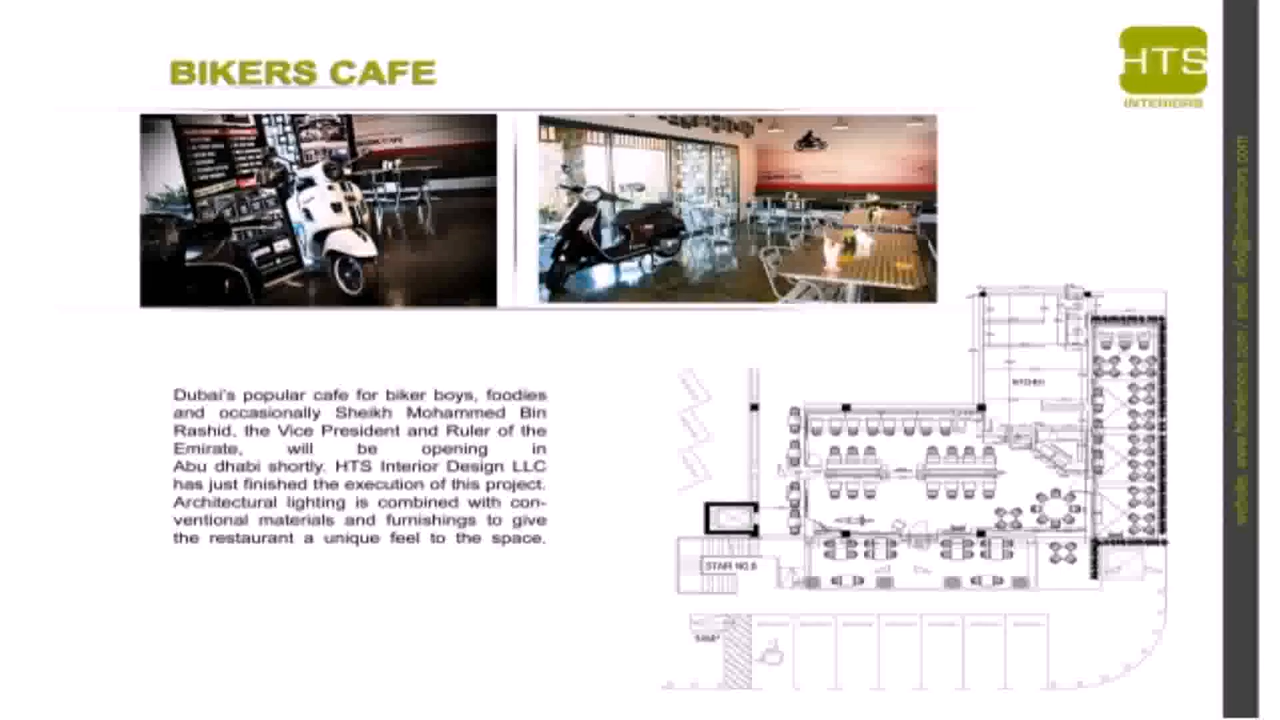 BIKERS CAFE
HTS
INTERIORS
Dubai's popular cafe for biker boys, foodies
and occasionally Sheikh Mohammed Bin
Rashid, the Vice President and Ruler of the
Emirate, will be opening in
Abu dhabi shortly. HTS Interior Design LLC
has just finished the execution of this project.
Architectural lighting is combined with con-
ventional materials and furnishings to give
the restaurant a unique feel to the space.
KITCHEN
STAIR NO.8